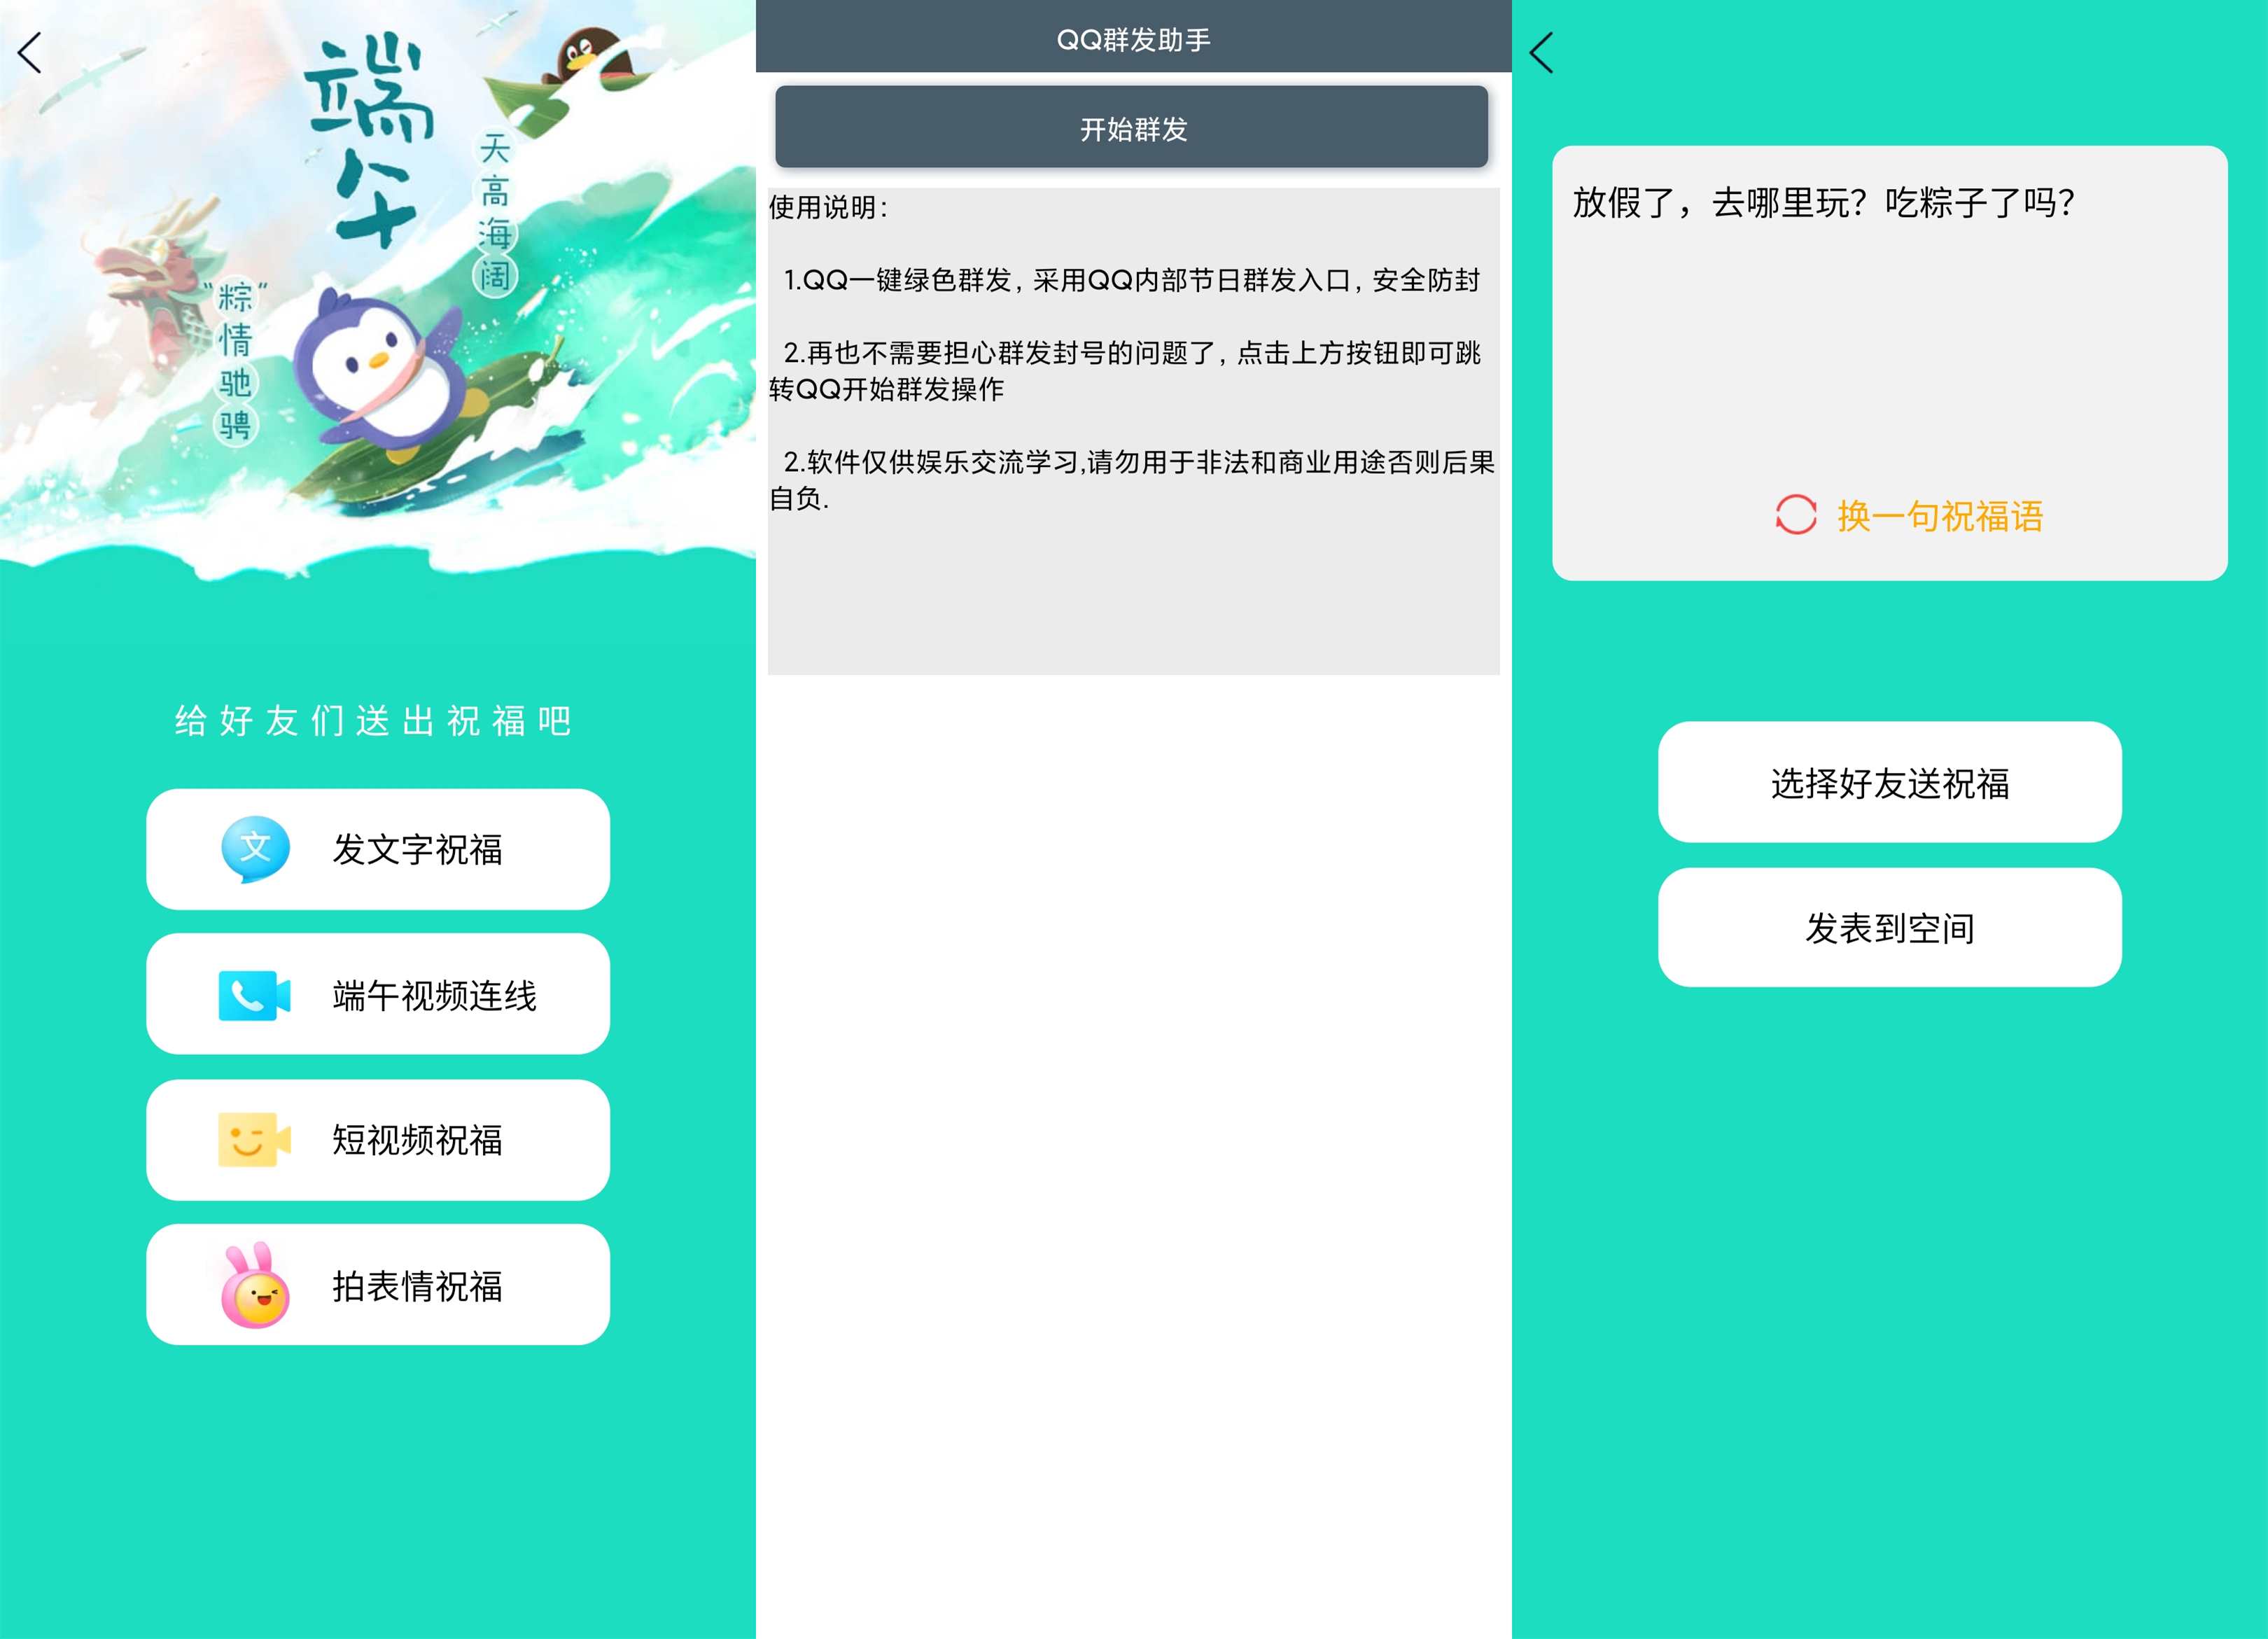 端午
天高海阔
“粽”情驰骋
给好友们送出祝福吧
文
发文字祝福
端午视频连线
短视频祝福
拍表情祝福
QQ群发助手
开始群发
使用说明：
1.QQ一键绿色群发，采用QQ内部节日群发入口，安全防封
2.再也不需要担心群发封号的问题了，点击上方按钮即可跳
转QQ开始群发操作
2.软件仅供娱乐交流学习,请勿用于非法和商业用途否则后果
自负.
放假了，去哪里玩？吃粽子了吗？
换一句祝福语
选择好友送祝福
发表到空间